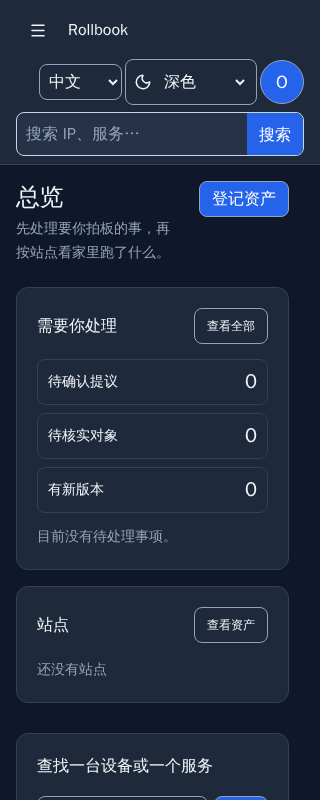 Rollbook
中文
深色
O
搜索 IP、服务…
搜索
总览
登记资产
先处理要你拍板的事，再
按站点看家里跑了什么。
需要你处理
查看全部
待确认提议 0
待核实对象 0
有新版本 0
目前没有待处理事项。
站点
查看资产
还没有站点
查找一台设备或一个服务